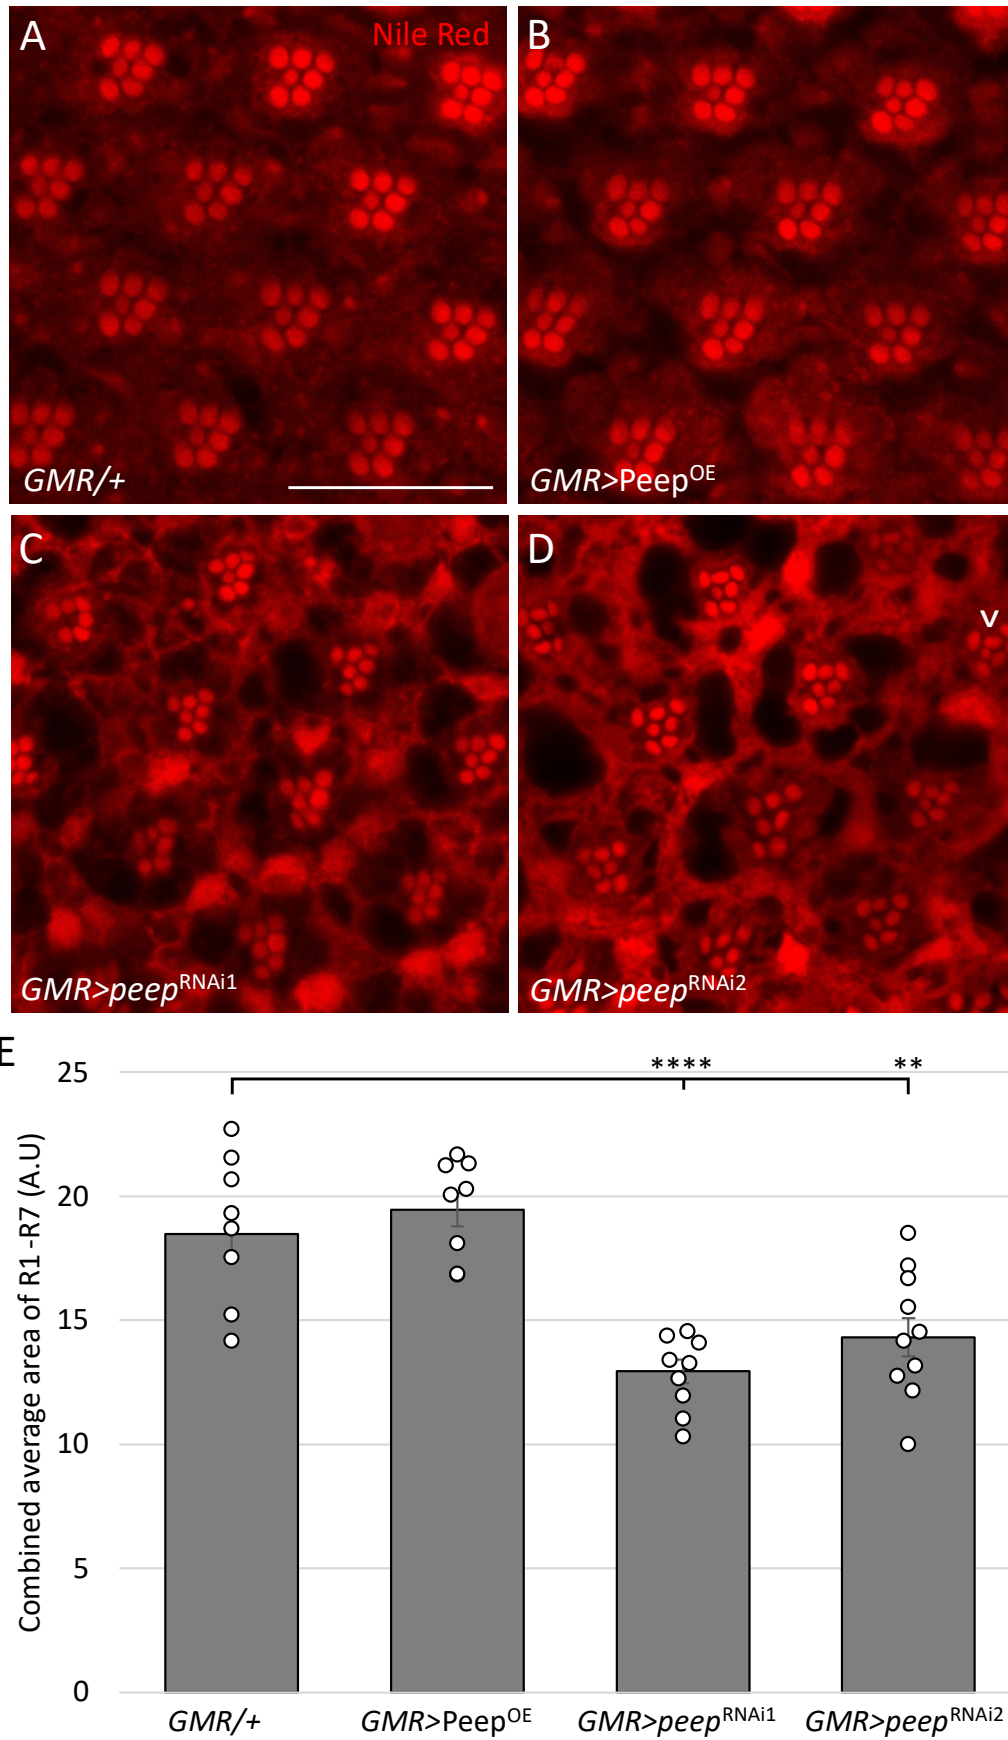 A
Nile Red
GMR/+
B
GMR>Peep^OE
C
GMR>peep^RNAi1
D
v
GMR>peep^RNAi2
E
Combined average area of R1 -R7 (A.U)
25
20
15
10
5
0
****
**
GMR/+
GMR>Peep^OE
GMR>peep^RNAi1
GMR>peep^RNAi2